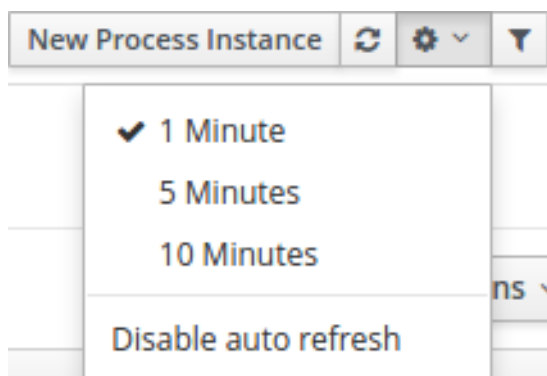 New Process Instance
1 Minute
5 Minutes
10 Minutes
ns
Disable auto refresh